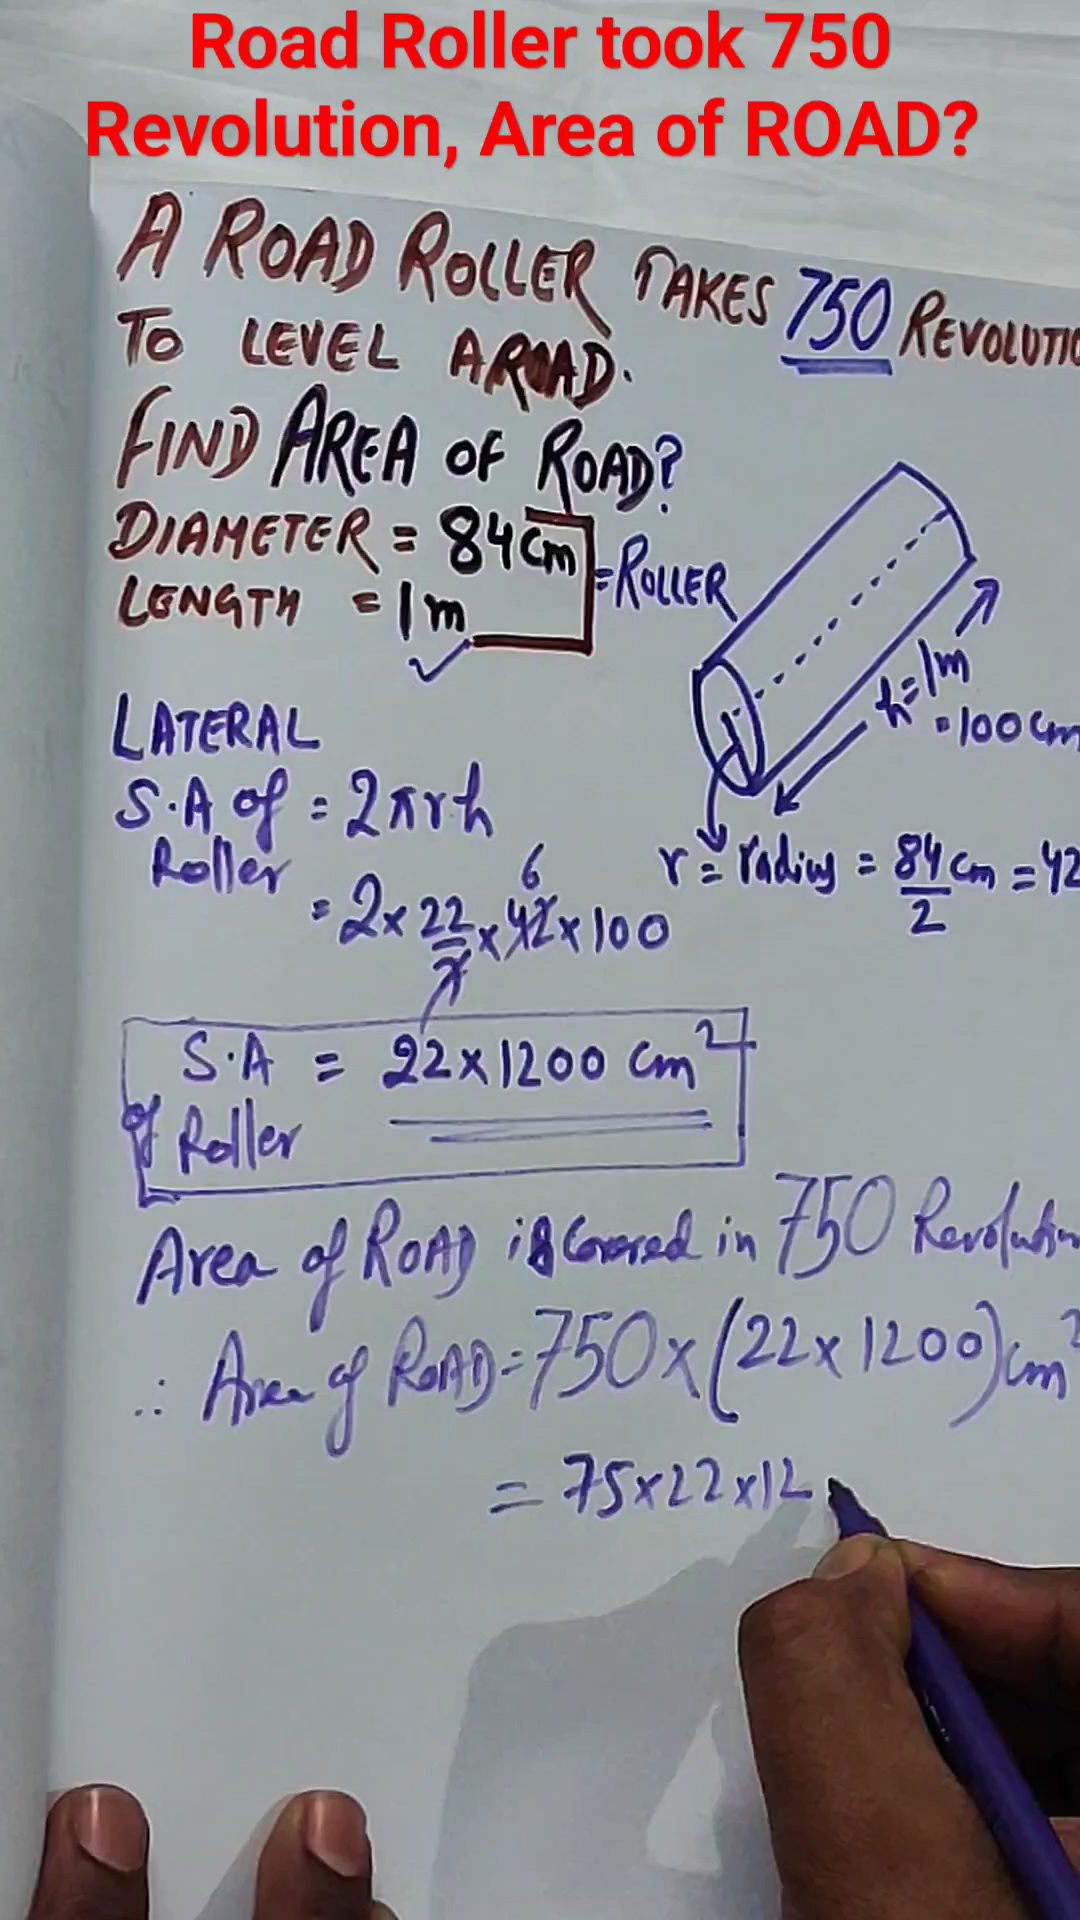 Road Roller took 750
Revolution, Area of ROAD?
A ROAD ROLLER TAKES 750 REVOLUTIO
TO LEVEL A ROAD.
FIND AREA OF ROAD?
DIAMETER = 84cm
LENGTH = 1m
= ROLLER
h = 1m
= 100cm
r = radius = 84/2 cm = 42
LATERAL
S.A of = 2πrh
Roller
= 2 × 22/7 × 42 × 100
6
S.A = 22×1200 cm²
of Roller
Area of ROAD is Covered in 750 Revolution
∴ Area of ROAD = 750 × (22 × 1200) cm²
= 75×22×12